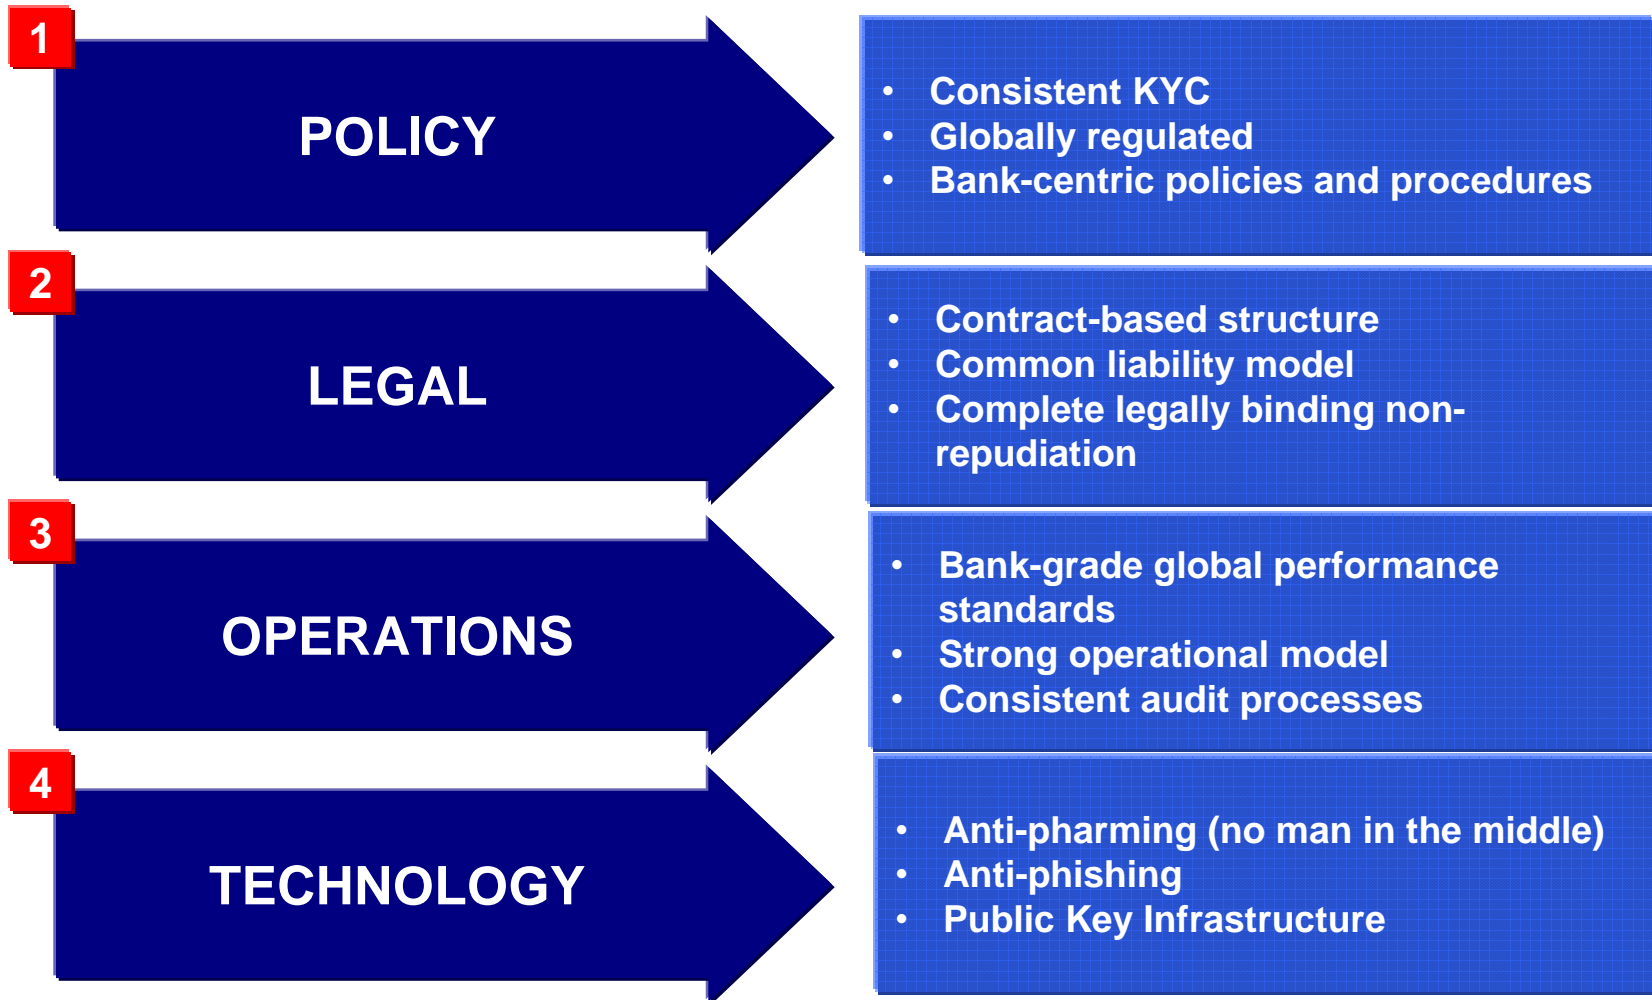 1
POLICY
• Consistent KYC
• Globally regulated
• Bank-centric policies and procedures
2
LEGAL
• Contract-based structure
• Common liability model
• Complete legally binding non-
repudiation
3
OPERATIONS
• Bank-grade global performance
standards
• Strong operational model
• Consistent audit processes
4
TECHNOLOGY
• Anti-pharming (no man in the middle)
• Anti-phishing
• Public Key Infrastructure